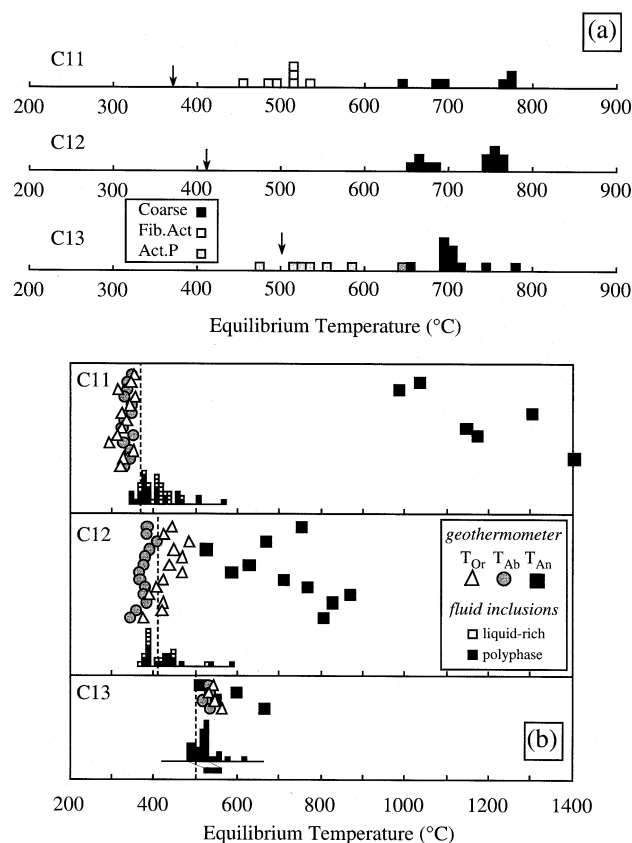 (a)
C11
200 300 400 500 600 700 800 900
C12
200 300 400 500 600 700 800 900
Coarse
Fib.Act
Act.P
C13
200 300 400 500 600 700 800 900
Equilibrium Temperature (°C)
C11
C12
geothermometer
TOr TAb TAn
fluid inclusions
liquid-rich
polyphase
C13
(b)
200 400 600 800 1000 1200 1400
Equilibrium Temperature (°C)